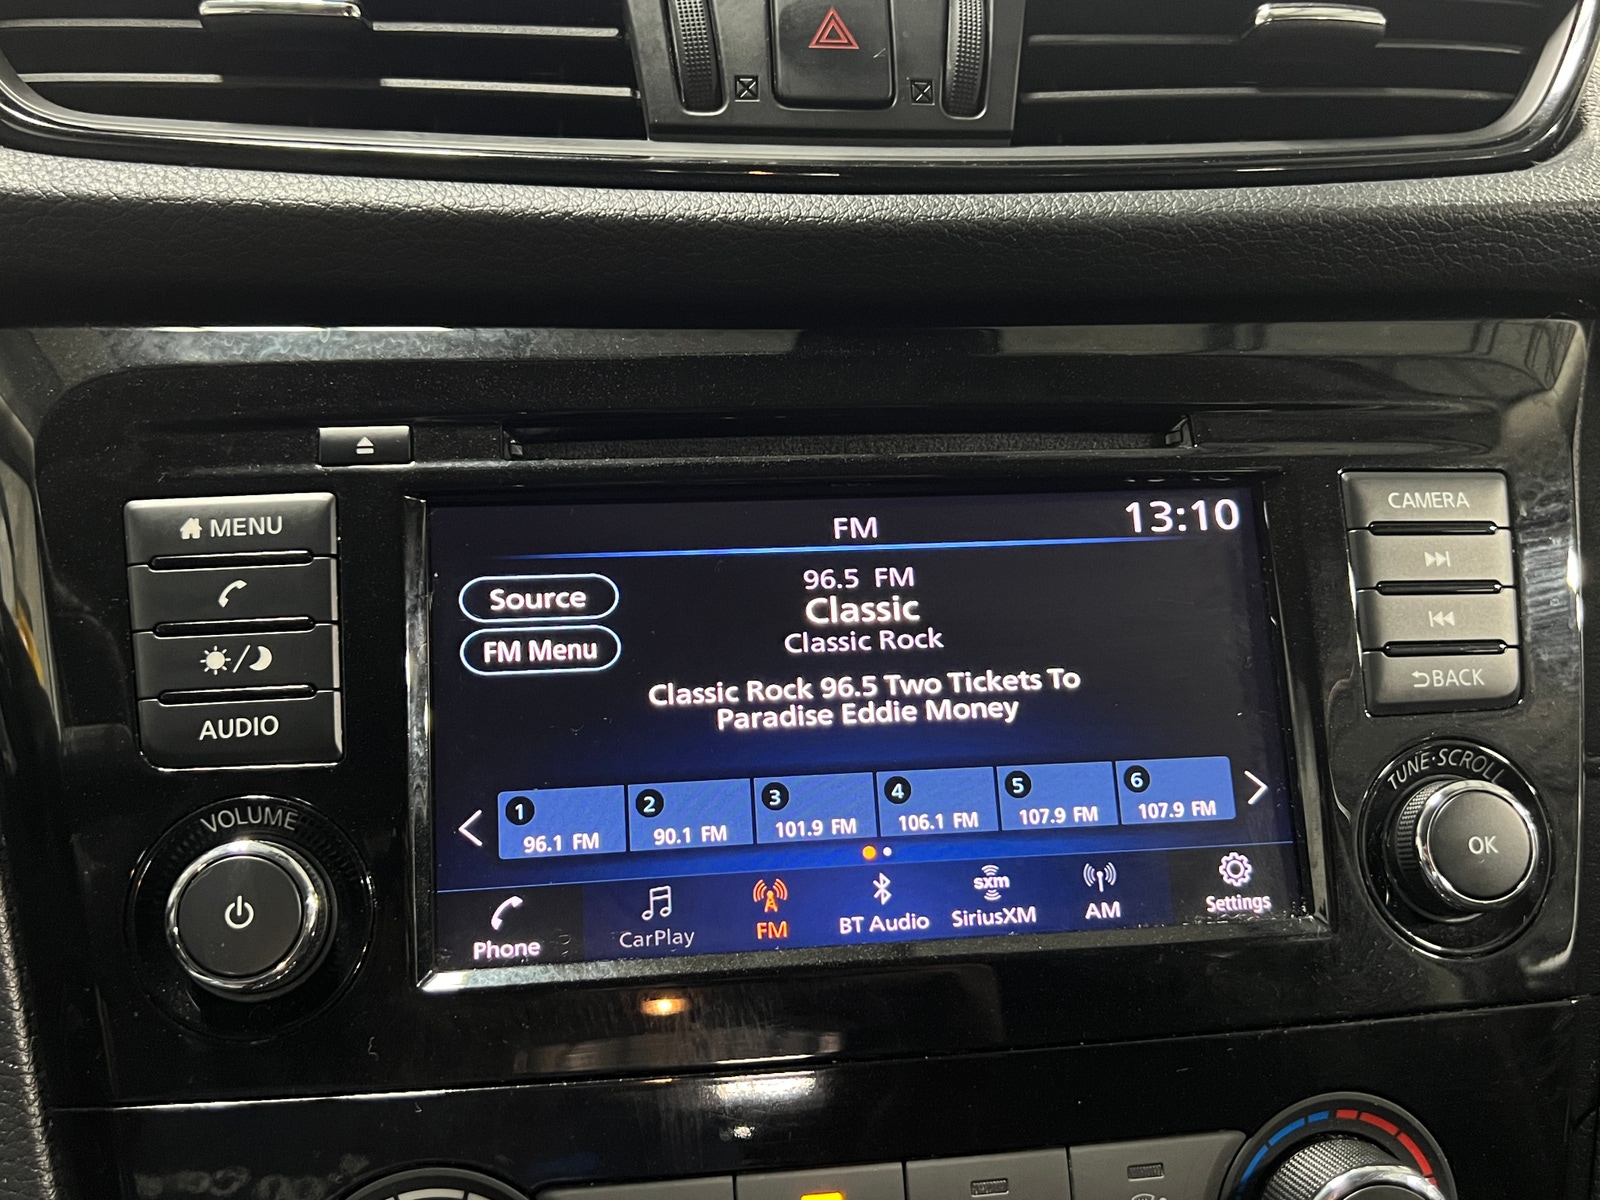 MENU
AUDIO
VOLUME
FM
13:10
Source
FM Menu
96.5 FM
Classic
Classic Rock
Classic Rock 96.5 Two Tickets To
Paradise Eddie Money
1
96.1 FM
2
90.1 FM
3
101.9 FM
4
106.1 FM
5
107.9 FM
6
107.9 FM
Phone
CarPlay
FM
BT Audio
sxm
SiriusXM
AM
Settings
CAMERA
BACK
TUNE·SCROLL
OK